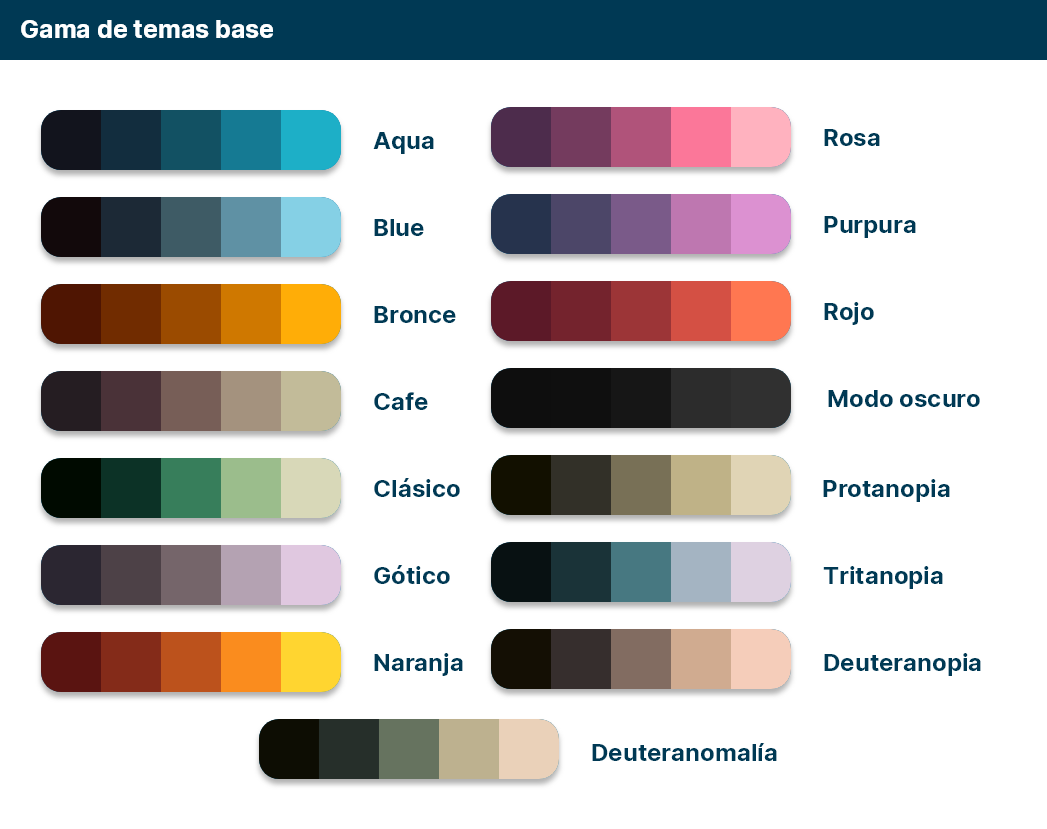 Gama de temas base
Aqua
Rosa
Blue
Purpura
Bronce
Rojo
Cafe
Modo oscuro
Clásico
Protanopia
Gótico
Tritanopia
Naranja
Deuteranopia
Deuteranomalía